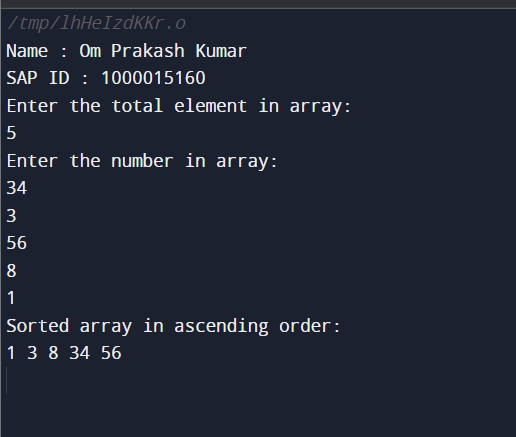 /tmp/lhHeIzdKKr.o
Name : Om Prakash Kumar
SAP ID : 1000015160
Enter the total element in array:
5
Enter the number in array:
34
3
56
8
1
Sorted array in ascending order:
1 3 8 34 56